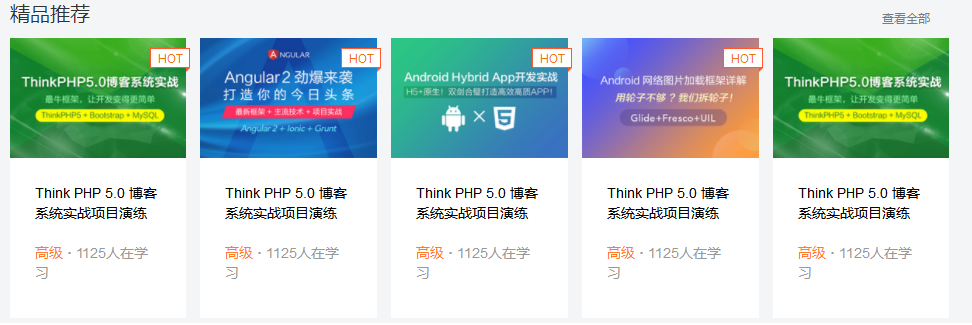 精品推荐
查看全部
HOT
ThinkPHP5.0博客系统实战
最牛框架，让开发变得更简单
ThinkPHP5 + Bootstrap + MySQL
Think PHP 5.0 博客
系统实战项目演练
高级 · 1125人在学
习
HOT
ANGULAR
Angular2 劲爆来袭
打造你的今日头条
最新框架 + 主流技术 + 项目实战
Angular 2 + Ionic + Grunt
Think PHP 5.0 博客
系统实战项目演练
高级 · 1125人在学
习
HOT
Android Hybrid App开发实战
H5+原生！双剑合璧打造高效高质APP！
Think PHP 5.0 博客
系统实战项目演练
高级 · 1125人在学
习
HOT
Android 网络图片加载框架详解
用轮子不够？我们拆轮子！
Glide+Fresco+UIL
Think PHP 5.0 博客
系统实战项目演练
高级 · 1125人在学
习
ThinkPHP5.0博客系统实战
最牛框架，让开发变得更简单
ThinkPHP5 + Bootstrap + MySQL
Think PHP 5.0 博客
系统实战项目演练
高级 · 1125人在学
习